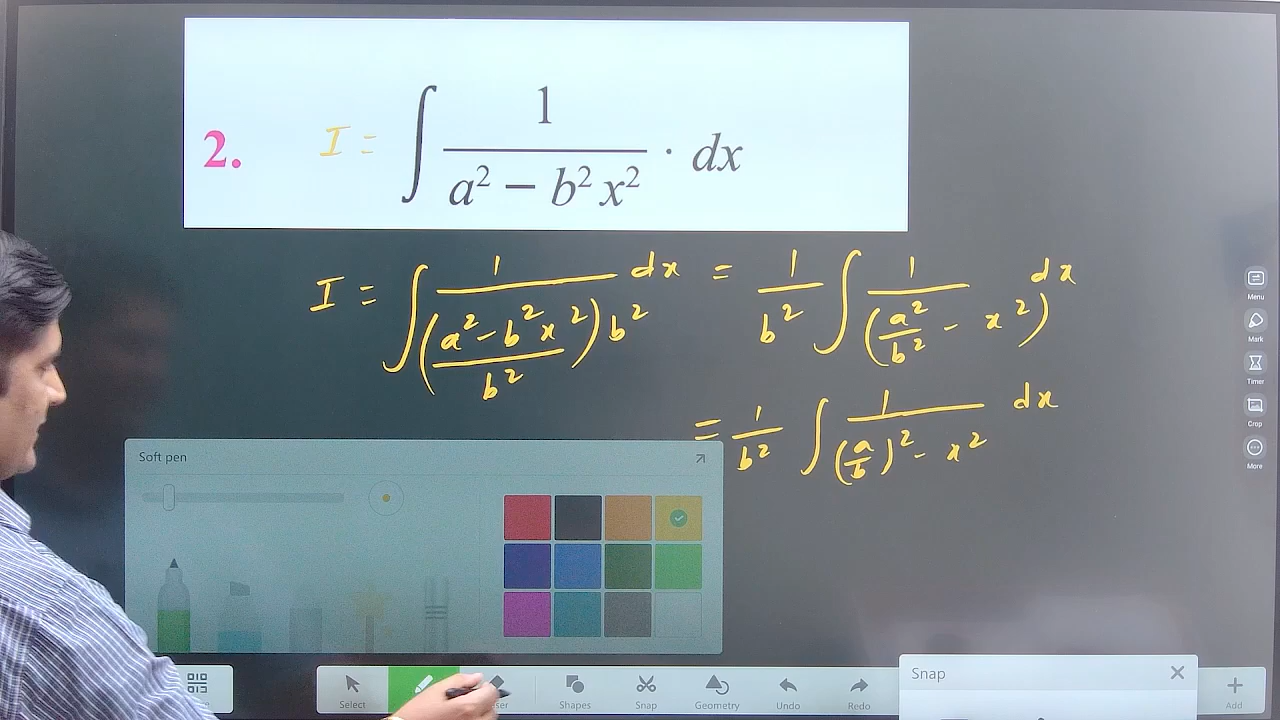 2. I = ∫ 1/(a² − b² x²) · dx
I = ∫ 1/((a² - b²x²)/b²) b² dx = 1/b² ∫ 1/(a²/b² - x²) dx
= 1/b² ∫ 1/((a/b)² - x²) dx
Soft pen
Menu
Mark
Timer
Crop
More
Snap
Select
Shapes
Snap
Geometry
Undo
Redo
Add